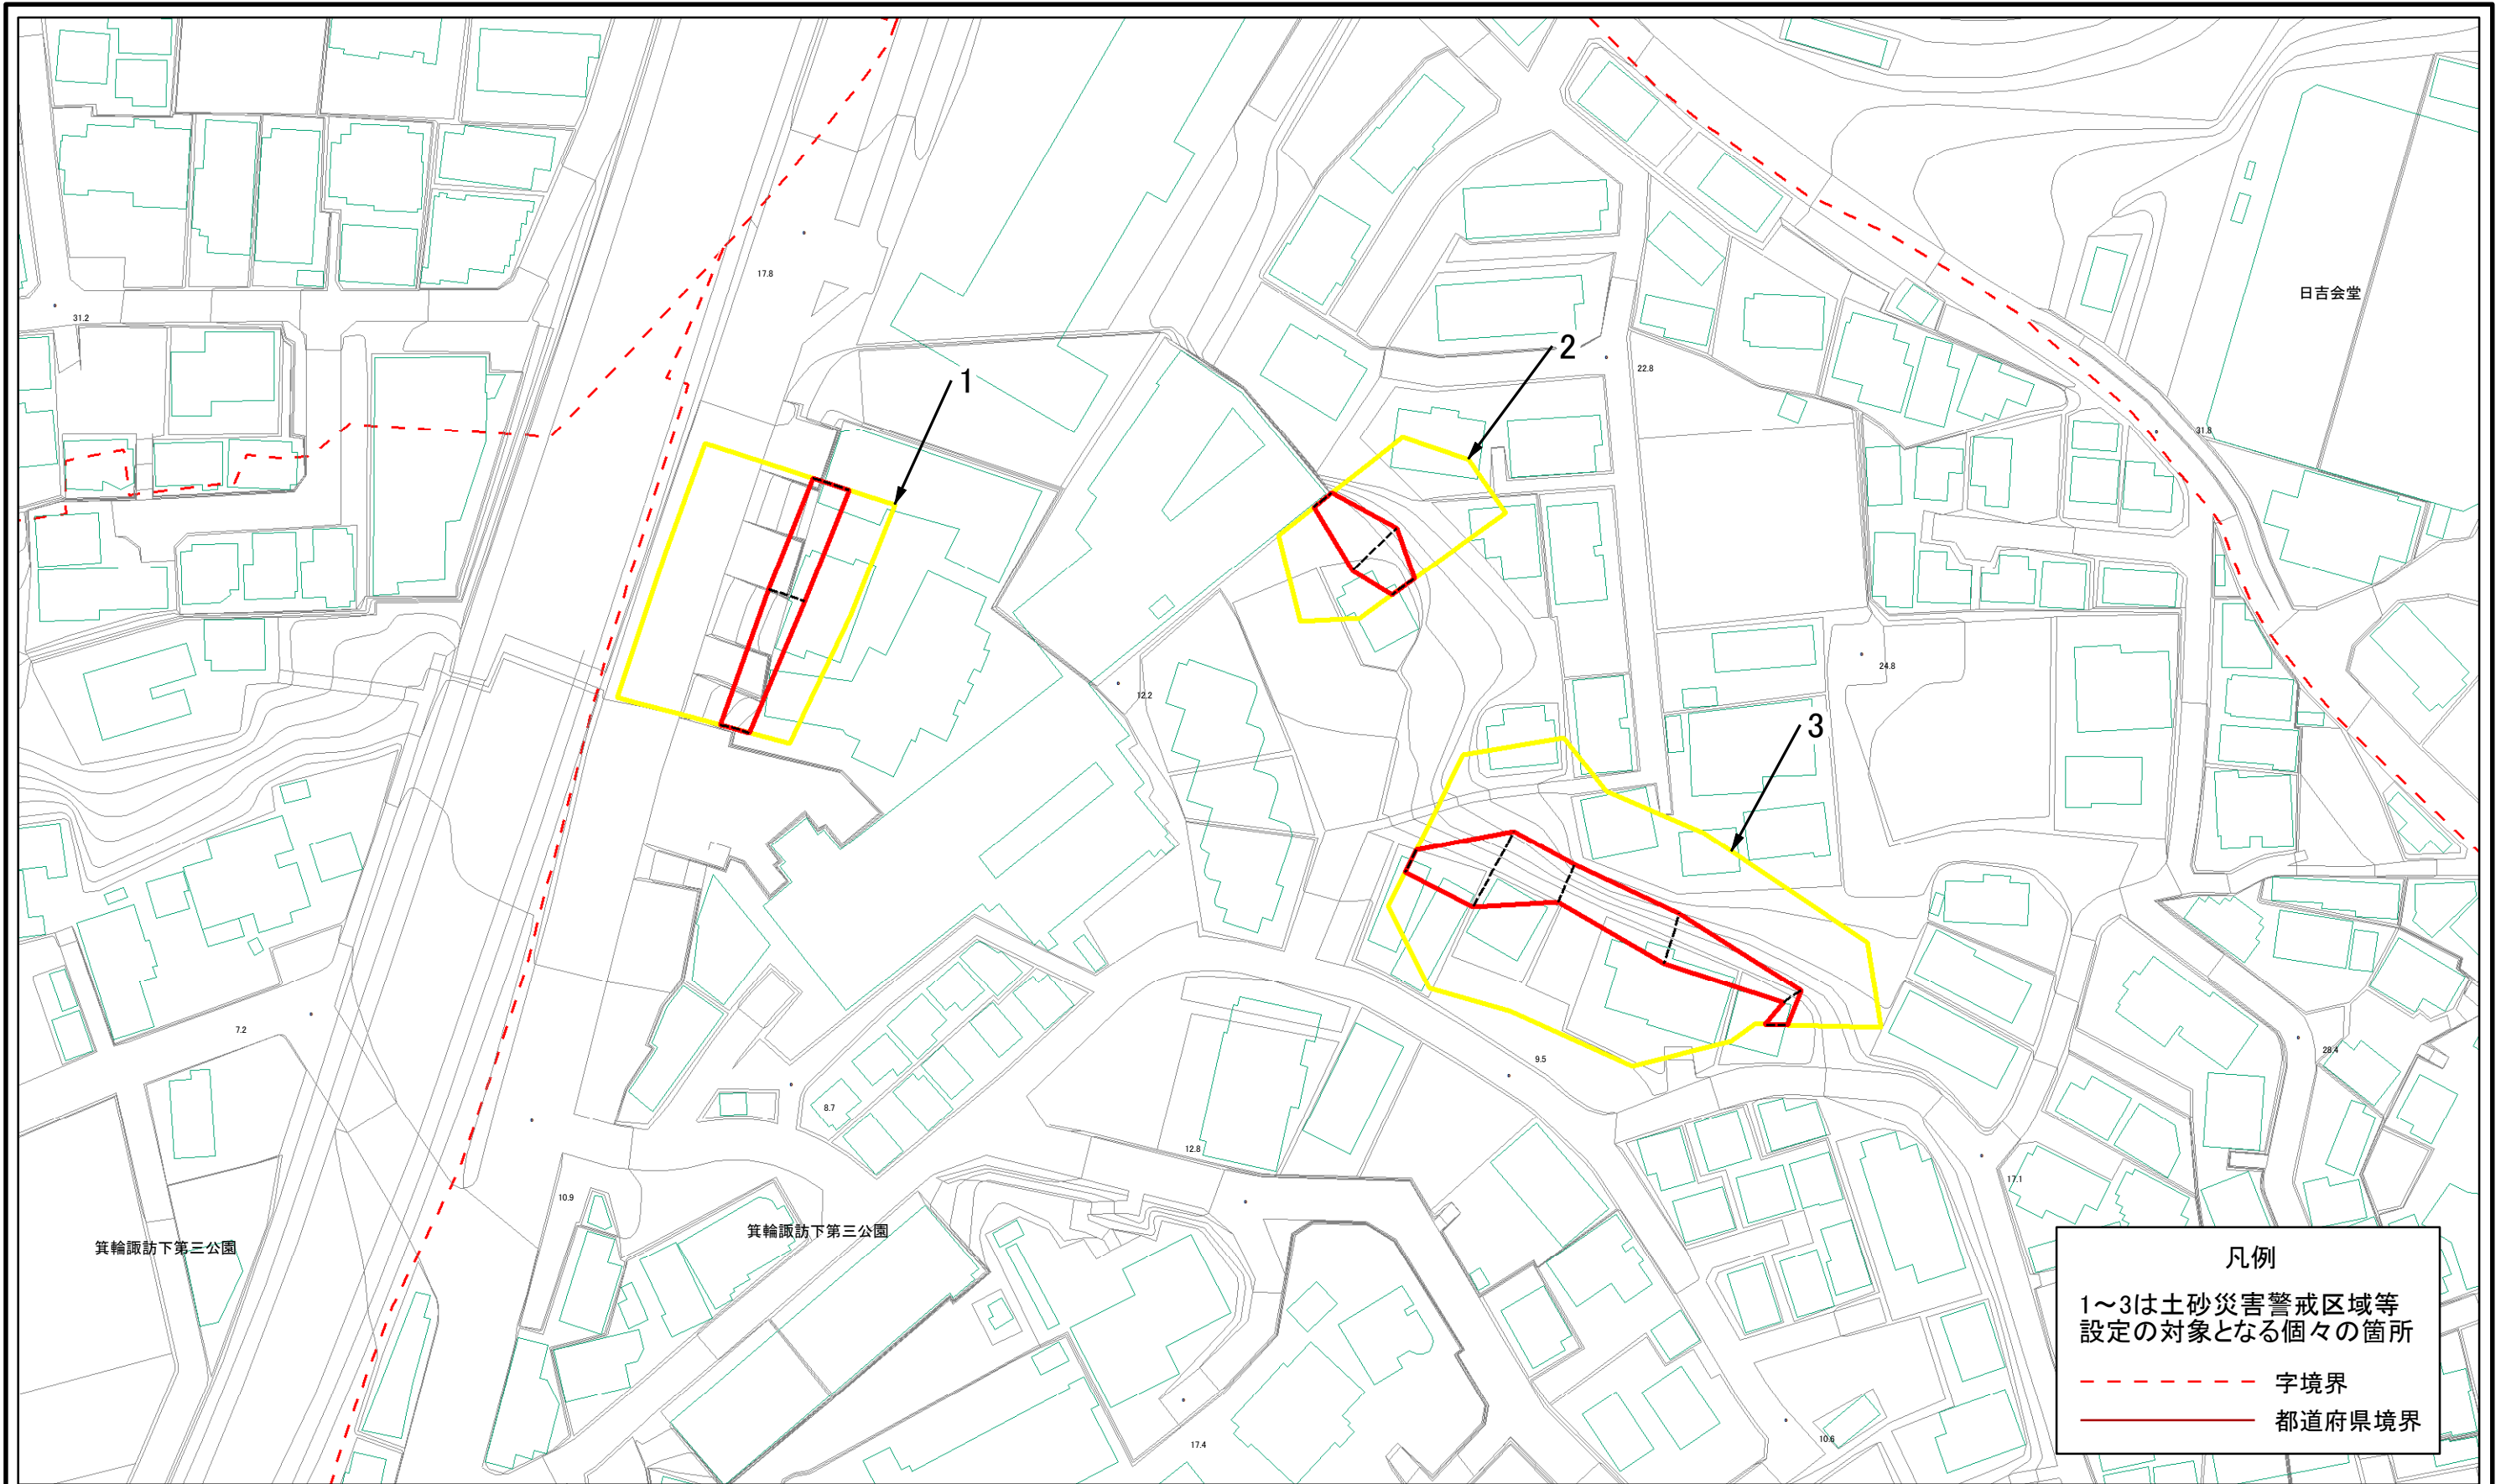 17.8
日吉会堂
31.2
2
22.8
1
31.8
24.8
12.2
3
7.2
9.5
28.4
8.7
12.8
17.1
10.9
箕輪諏訪下第三公園
箕輪諏訪下第三公園
凡例
1～3は土砂災害警戒区域等
設定の対象となる個々の箇所
字境界
都道府県境界
10.6
17.4